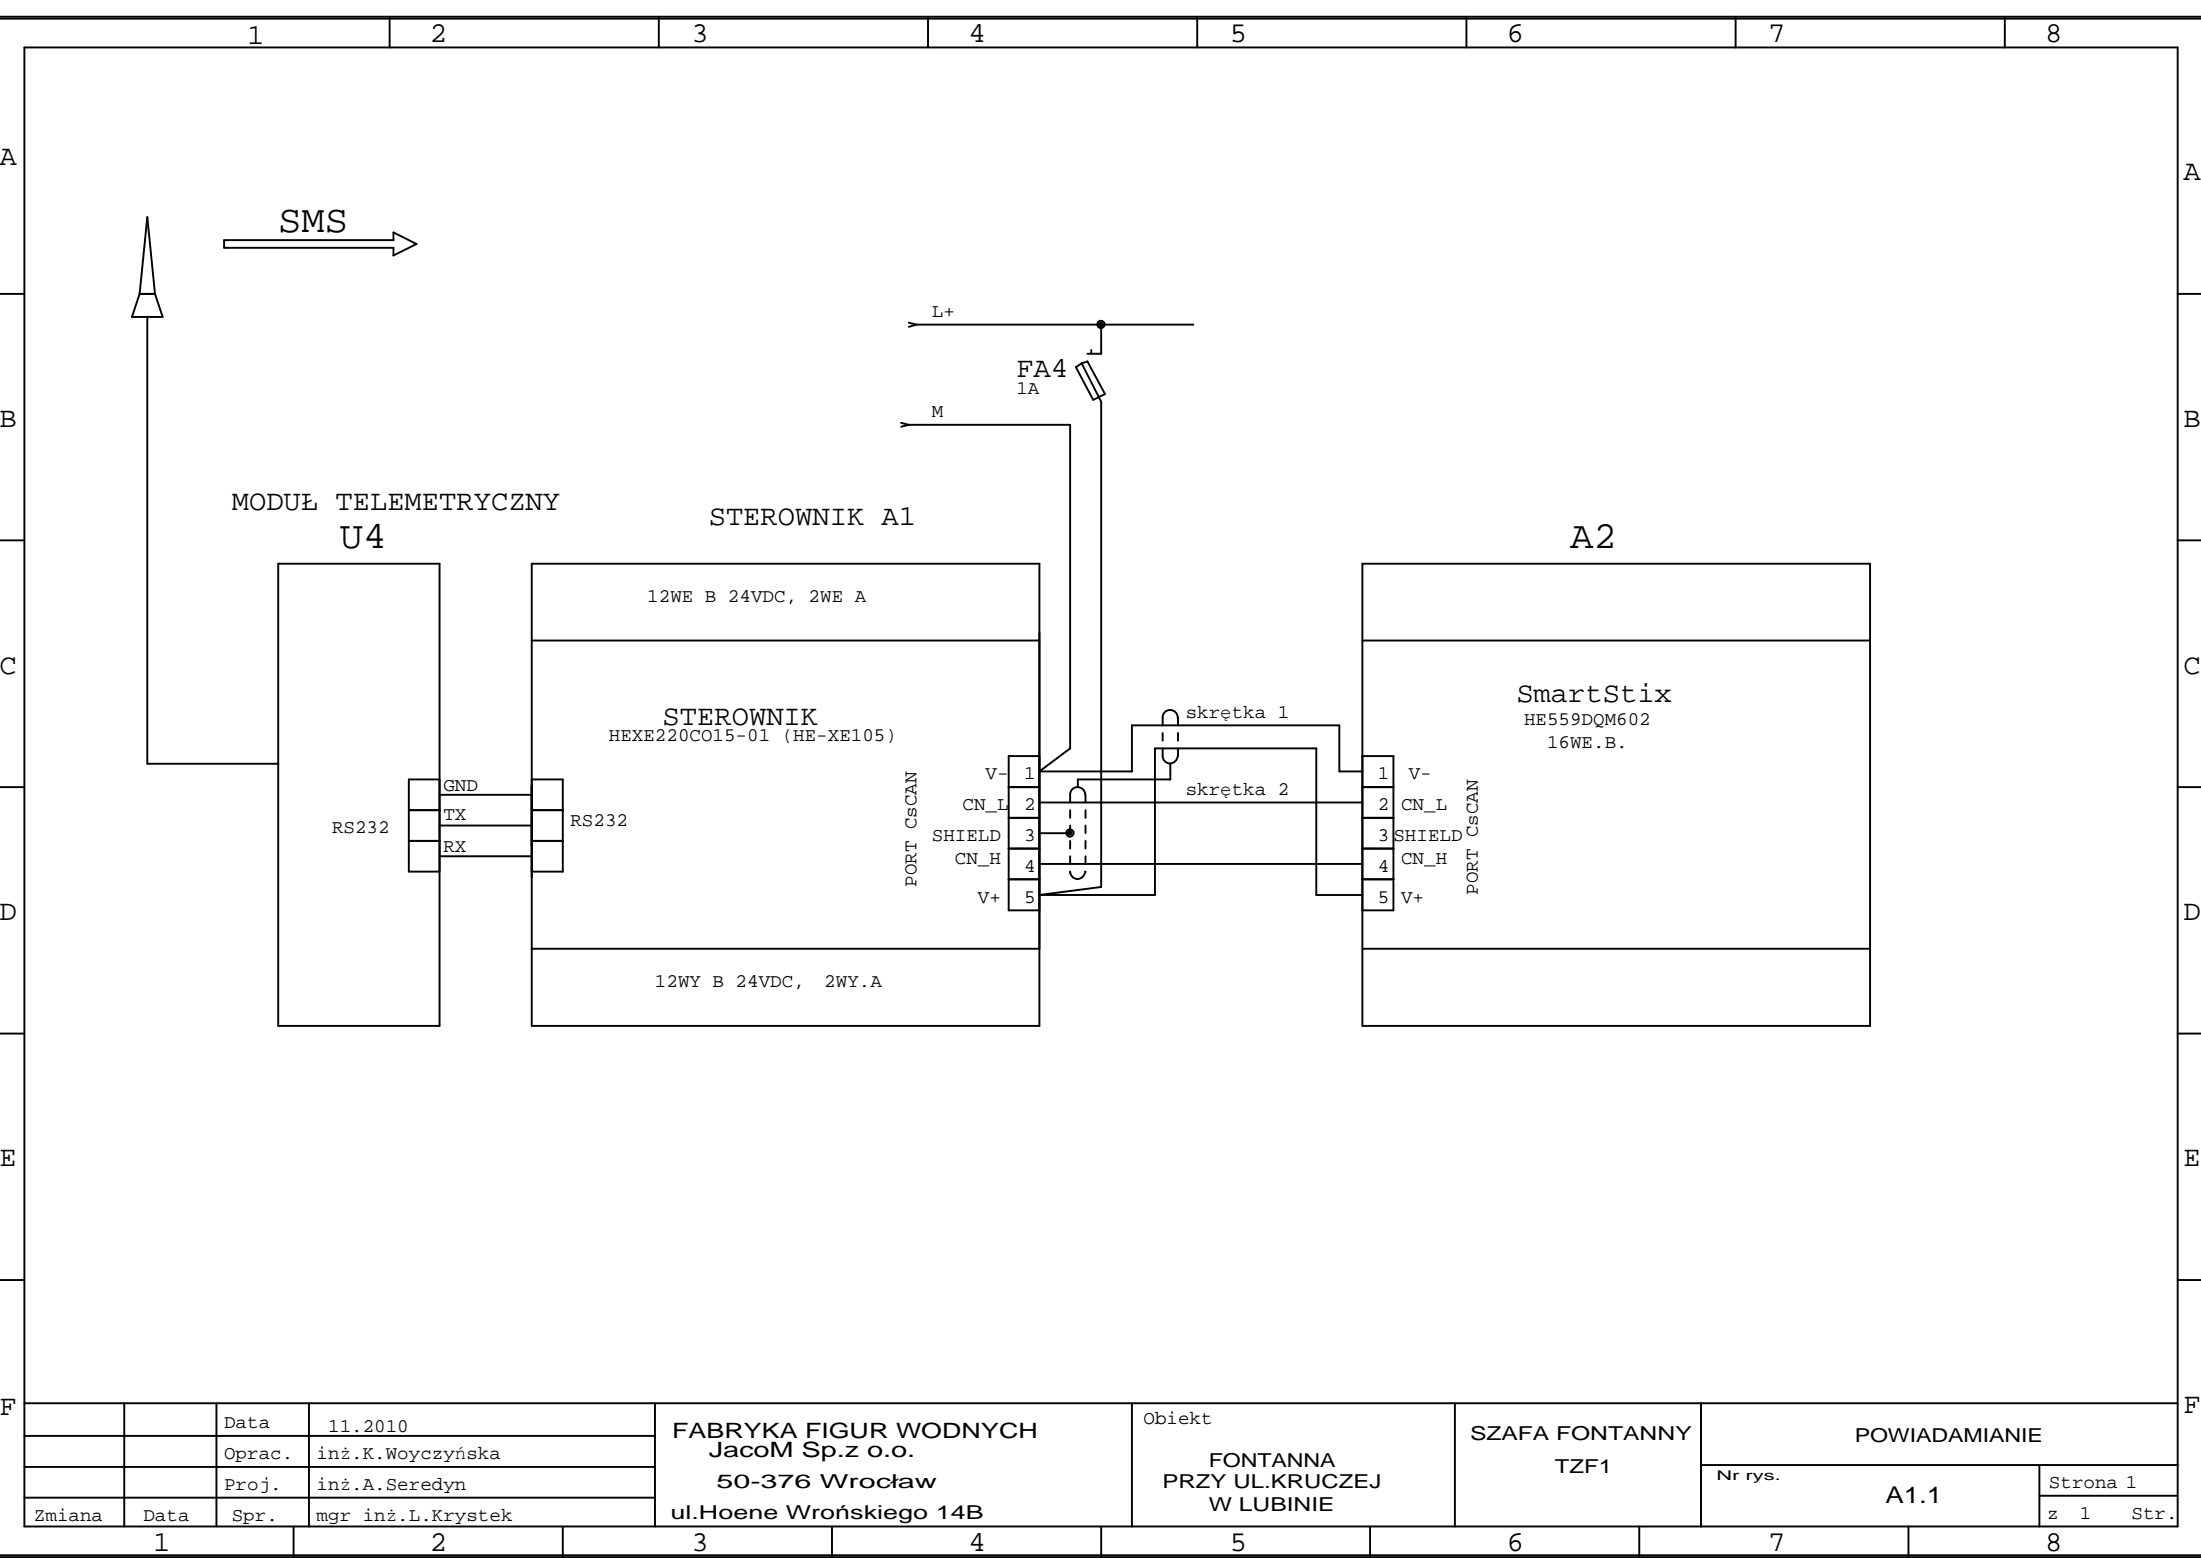 1 2 3 4 5 6 7 8
A A
SMS
L+
FA4
1A
B B
M
MODUŁ TELEMETRYCZNY
U4
STEROWNIK A1
A2
12WE B 24VDC, 2WE A
C C
SmartStix
HE559DQM602
16WE.B.
STEROWNIK
HEXE220CO15-01 (HE-XE105)
skrętka 1
skrętka 2
GND
TX
RX
RS232
RS232
PORT CsCAN
V- 1
CN_L 2
SHIELD 3
CN_H 4
V+ 5
1 V-
2 CN_L
3 SHIELD
4 CN_H
5 V+
PORT CsCAN
D D
12WY B 24VDC, 2WY.A
E E
F F
Data 11.2010
Oprac. inż.K.Woyczyńska
Proj. inż.A.Seredyn
Zmiana Data Spr. mgr inż.L.Krystek
FABRYKA FIGUR WODNYCH
JacoM Sp.z o.o.
50-376 Wrocław
ul.Hoene Wrońskiego 14B
Obiekt
FONTANNA
PRZY UL.KRUCZEJ
W LUBINIE
SZAFA FONTANNY
TZF1
POWIADAMIANIE
Nr rys.
A1.1
Strona 1
z 1 Str.
1 2 3 4 5 6 7 8